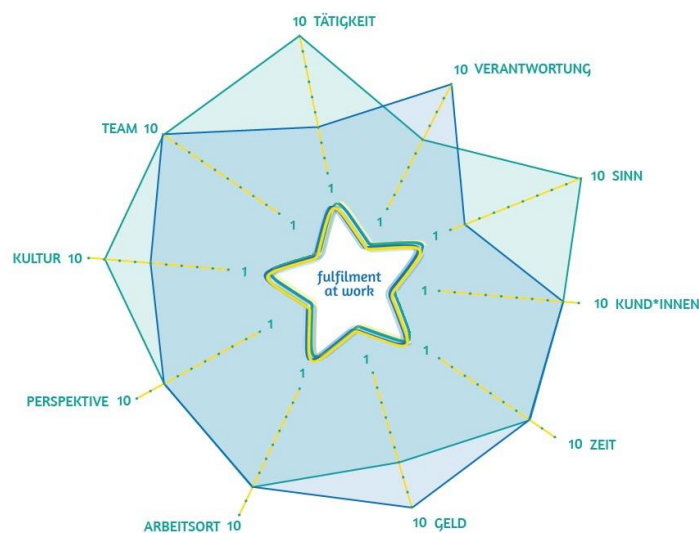 10 TÄTIGKEIT
10 VERANTWORTUNG
TEAM 10
10 SINN
1
1
1
1
KULTUR 10
1
fulfilment
at work
1
10 KUND*INNEN
1
1
1
1
PERSPEKTIVE 10
10 ZEIT
ARBEITSORT 10
10 GELD